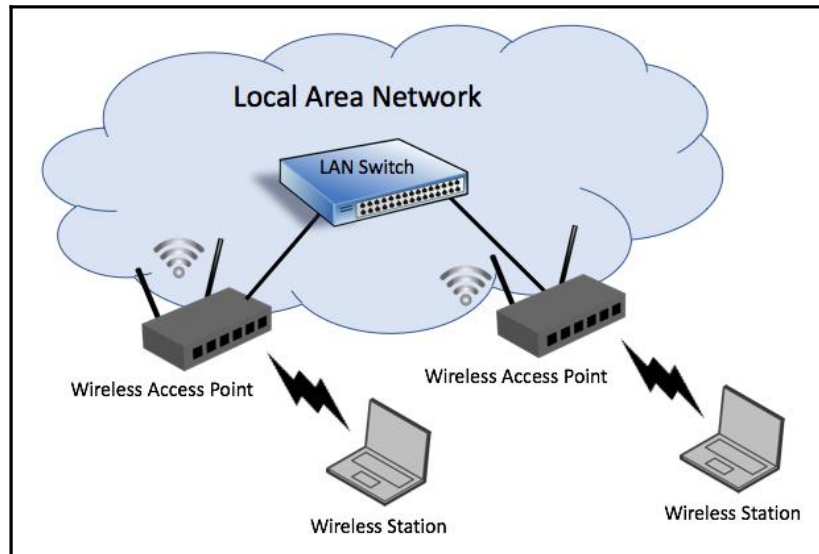 Local Area Network
LAN Switch
Wireless Access Point
Wireless Access Point
Wireless Station
Wireless Station